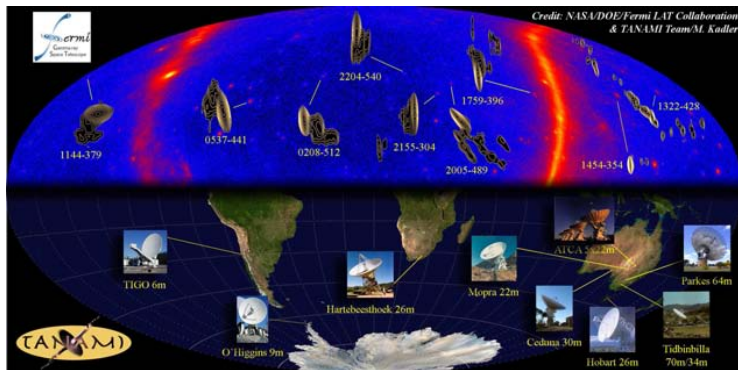 Credit: NASA/DOE/Fermi LAT Collaboration
& TANAMI Team/M. Kadler
Fermi
Gamma-ray
Space Telescope
2204-540
1759-396
1322-428
1144-379
0537-441
0208-512
2155-304
2005-489
1454-354
ATCA 5x22m
TIGO 6m
Hartebeesthoek 26m
Mopra 22m
Parkes 64m
O'Higgins 9m
Ceduna 30m
Hobart 26m
Tidbinbilla
70m/34m
TANAMI